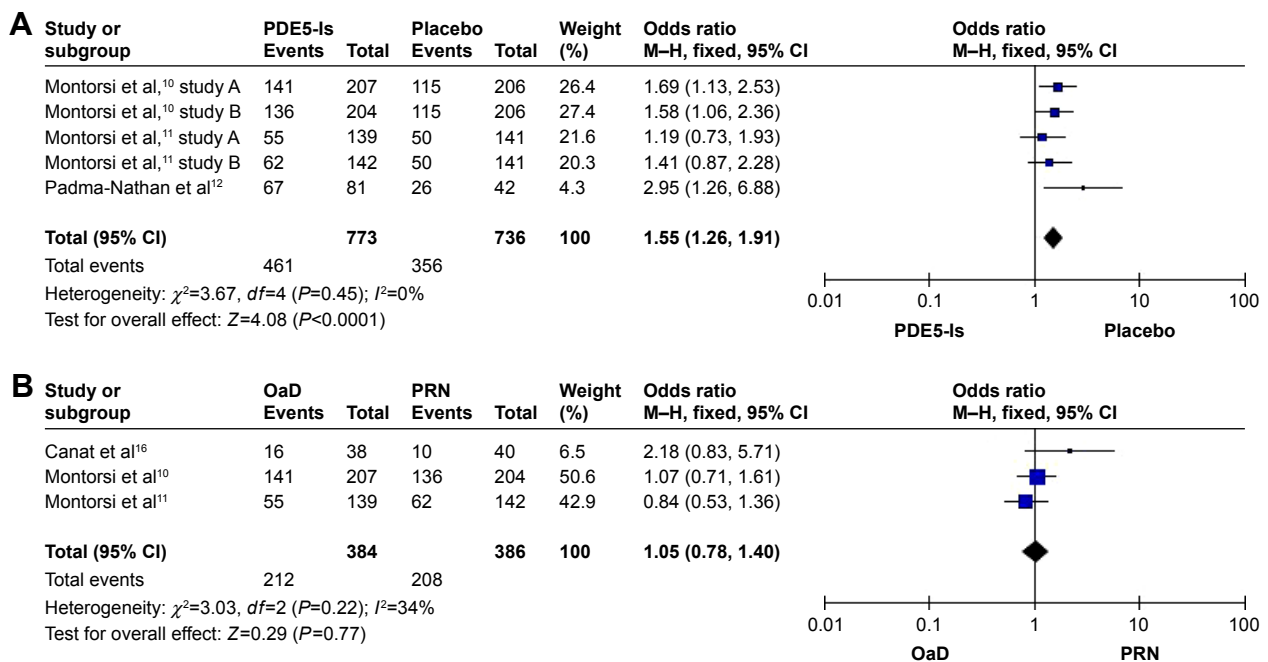 A
Study or PDE5-Is Placebo Weight Odds ratio Odds ratio
subgroup Events Total Events Total (%) M–H, fixed, 95% CI M–H, fixed, 95% CI
Montorsi et al,¹⁰ study A 141 207 115 206 26.4 1.69 (1.13, 2.53)
Montorsi et al,¹⁰ study B 136 204 115 206 27.4 1.58 (1.06, 2.36)
Montorsi et al,¹¹ study A 55 139 50 141 21.6 1.19 (0.73, 1.93)
Montorsi et al,¹¹ study B 62 142 50 141 20.3 1.41 (0.87, 2.28)
Padma-Nathan et al¹² 67 81 26 42 4.3 2.95 (1.26, 6.88)
Total (95% CI) 773 736 100 1.55 (1.26, 1.91)
Total events 461 356
Heterogeneity: χ²=3.67, df=4 (P=0.45); I²=0%
Test for overall effect: Z=4.08 (P<0.0001)
0.01 0.1 1 10 100
PDE5-Is Placebo
B
Study or OaD PRN Weight Odds ratio Odds ratio
subgroup Events Total Events Total (%) M–H, fixed, 95% CI M–H, fixed, 95% CI
Canat et al¹⁶ 16 38 10 40 6.5 2.18 (0.83, 5.71)
Montorsi et al¹⁰ 141 207 136 204 50.6 1.07 (0.71, 1.61)
Montorsi et al¹¹ 55 139 62 142 42.9 0.84 (0.53, 1.36)
Total (95% CI) 384 386 100 1.05 (0.78, 1.40)
Total events 212 208
Heterogeneity: χ²=3.03, df=2 (P=0.22); I²=34%
Test for overall effect: Z=0.29 (P=0.77)
0.01 0.1 1 10 100
OaD PRN